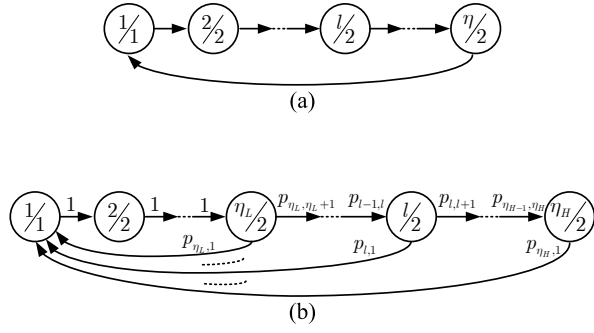 1/1 2/2 l/2 η/2
(a)
1 1 1 p_{η_L,η_L+1} p_{l-1,l} p_{l,l+1} p_{η_{H-1},η_H}
1/1 2/2 η_L/2 l/2 η_H/2
p_{η_L,1} p_{l,1} p_{η_H,1}
(b)